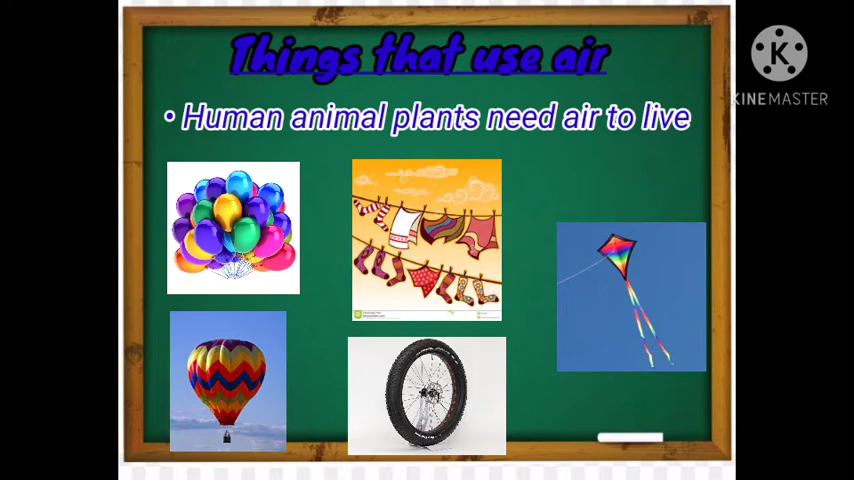 Things that use air
• Human animal plants need air to live
K
KINEMASTER